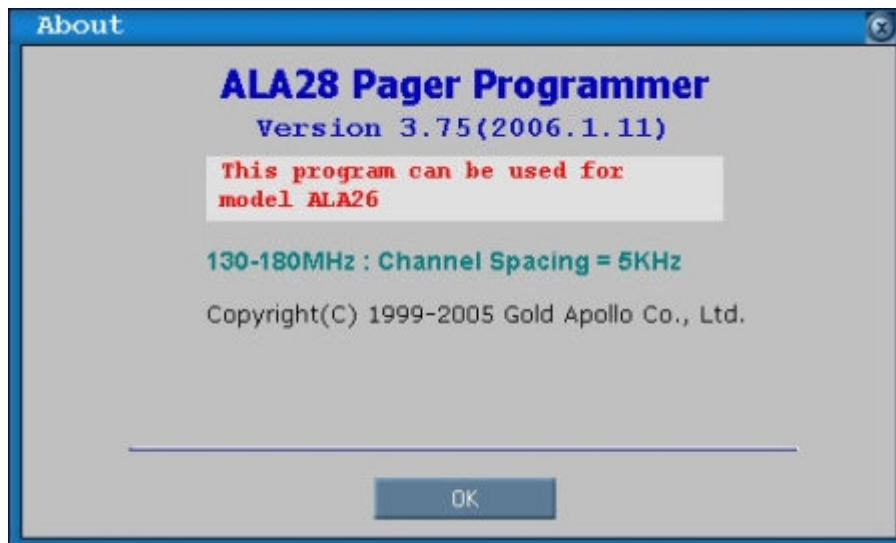 About
ALA28 Pager Programmer
Version 3.75(2006.1.11)
This program can be used for
model ALA26
130-180MHz : Channel Spacing = 5KHz
Copyright(C) 1999-2005 Gold Apollo Co., Ltd.
OK